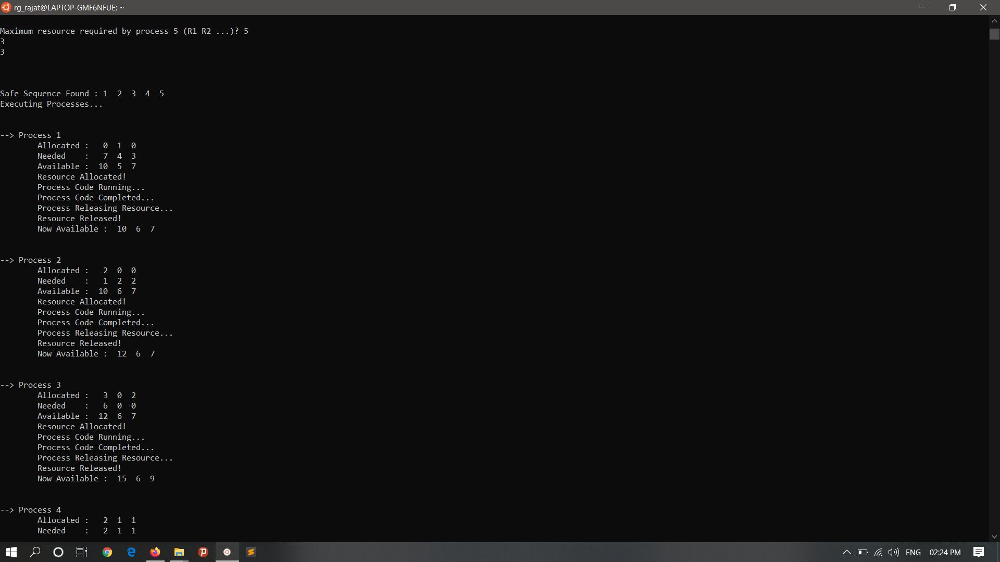 rg_rajat@LAPTOP-GMF6NFUE: ~
Maximum resource required by process 5 (R1 R2 ...)? 5
3
3
Safe Sequence Found : 1  2  3  4  5
Executing Processes...
--> Process 1
        Allocated :   0  1  0
        Needed    :   7  4  3
        Available :  10  5  7
        Resource Allocated!
        Process Code Running...
        Process Code Completed...
        Process Releasing Resource...
        Resource Released!
        Now Available :  10  6  7
--> Process 2
        Allocated :   2  0  0
        Needed    :   1  2  2
        Available :  10  6  7
        Resource Allocated!
        Process Code Running...
        Process Code Completed...
        Process Releasing Resource...
        Resource Released!
        Now Available :  12  6  7
--> Process 3
        Allocated :   3  0  2
        Needed    :   6  0  0
        Available :  12  6  7
        Resource Allocated!
        Process Code Running...
        Process Code Completed...
        Process Releasing Resource...
        Resource Released!
        Now Available :  15  6  9
--> Process 4
        Allocated :   2  1  1
        Needed    :   2  1  1
ENG 02:24 PM